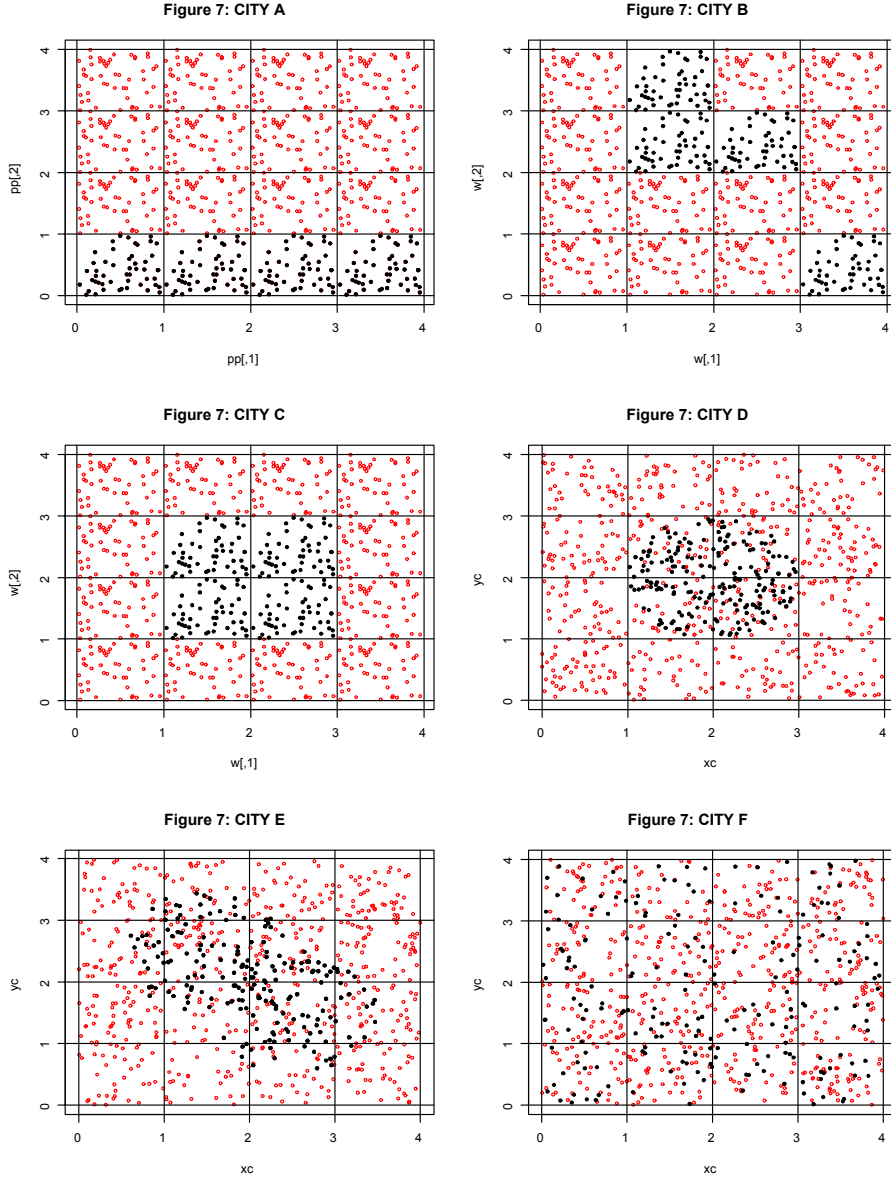 Figure 7: CITY A
4
3
2
1
0
pp[,2]
0 1 2 3 4
pp[,1]
Figure 7: CITY B
4
3
2
1
0
w[,2]
0 1 2 3 4
w[,1]
Figure 7: CITY C
4
3
2
1
0
w[,2]
0 1 2 3 4
w[,1]
Figure 7: CITY D
4
3
2
1
0
yc
0 1 2 3 4
xc
Figure 7: CITY E
4
3
2
1
0
yc
0 1 2 3 4
xc
Figure 7: CITY F
4
3
2
1
0
yc
0 1 2 3 4
xc